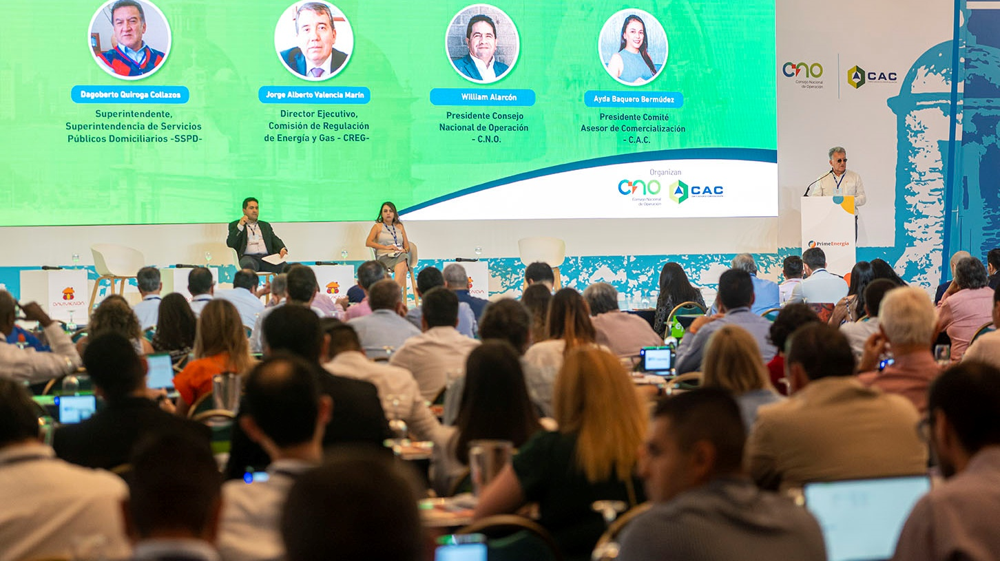 Dagoberto Quiroga Collazos
Superintendente,
Superintendencia de Servicios
Públicos Domiciliarios -SSPD-
Jorge Alberto Valencia Marín
Director Ejecutivo,
Comisión de Regulación
de Energía y Gas - CREG-
William Alarcón
Presidente Consejo
Nacional de Operación
- C.N.O.
Ayda Baquero Bermúdez
Presidente Comité
Asesor de Comercialización
- C.A.C.
Organizan
cno
Consejo Nacional
de Operación
CAC
cno
Consejo Nacional
de Operación
CAC
PrimeEnergía
DAVIVIENDA